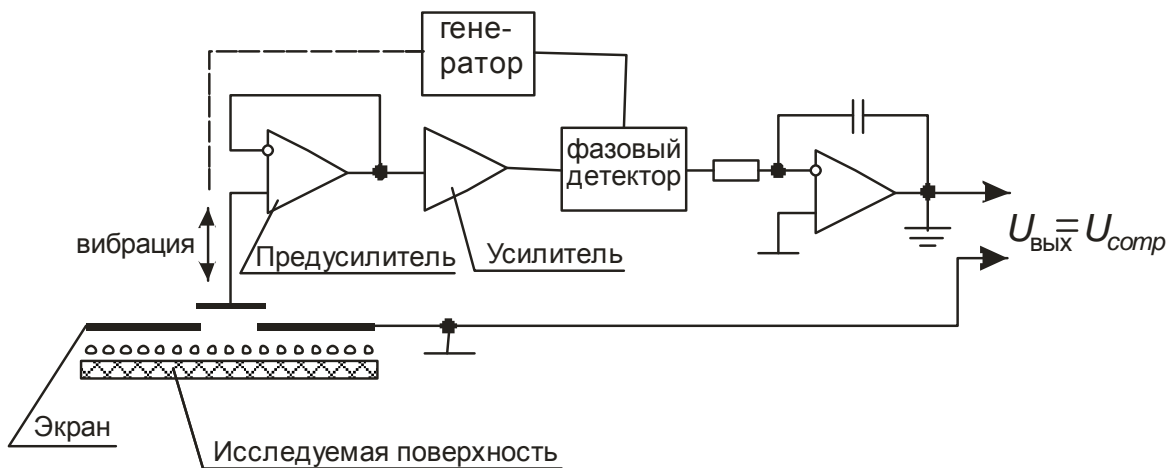 гене-
ратор
фазовый
детектор
вибрация
Предусилитель
Усилитель
Uвых = Ucomp
Экран
Исследуемая поверхность